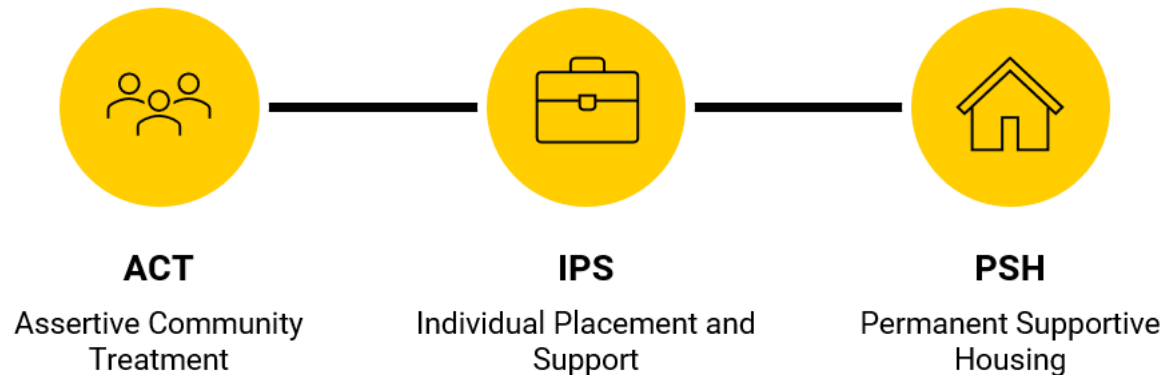 ACT
Assertive Community
Treatment
IPS
Individual Placement and
Support
PSH
Permanent Supportive
Housing